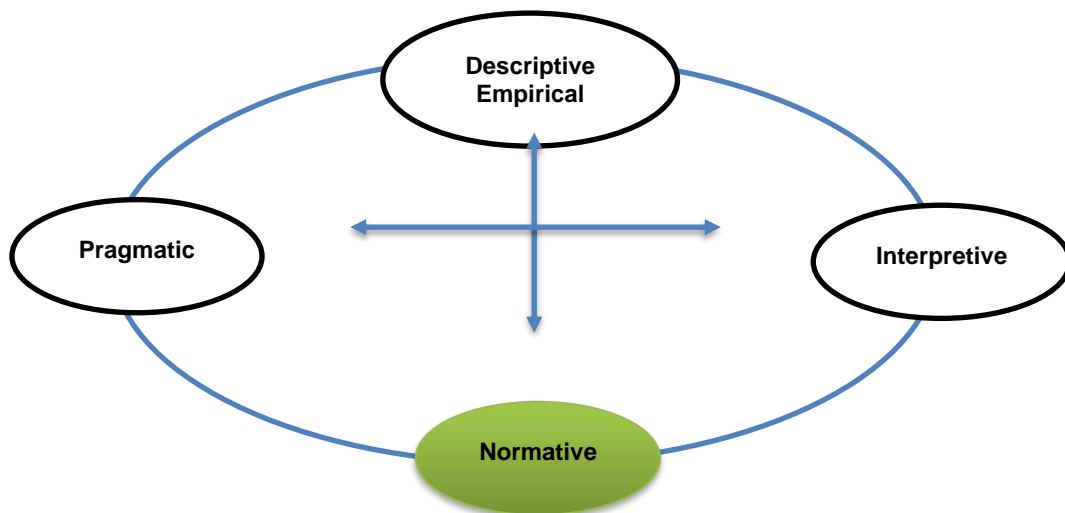 Descriptive
Empirical
Pragmatic
Interpretive
Normative